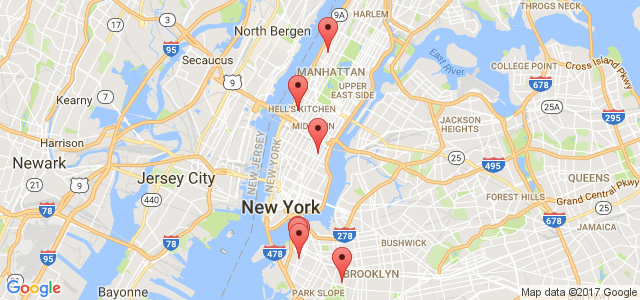 THROGS NECK
9A
HARLEM
North Bergen
95
Secaucus
MANHATTAN
East River
COLLEGE POINT
Cross Island Pkwy
678
9
UPPER
EAST SIDE
Kearny
HELL'S KITCHEN
25A
295
JACKSON
HEIGHTS
Harrison
Newark
NEW JERSEY
NEW YORK
25
495
QUEENS
21
9
78
Jersey City
440
FOREST HILLS
Grand Central Pkwy
New York
678
JAMAICA
78
278
BUSHWICK
478
95
BROOKLYN
Google
Bayonne
PARK SLOPE
Map data ©2017 Google